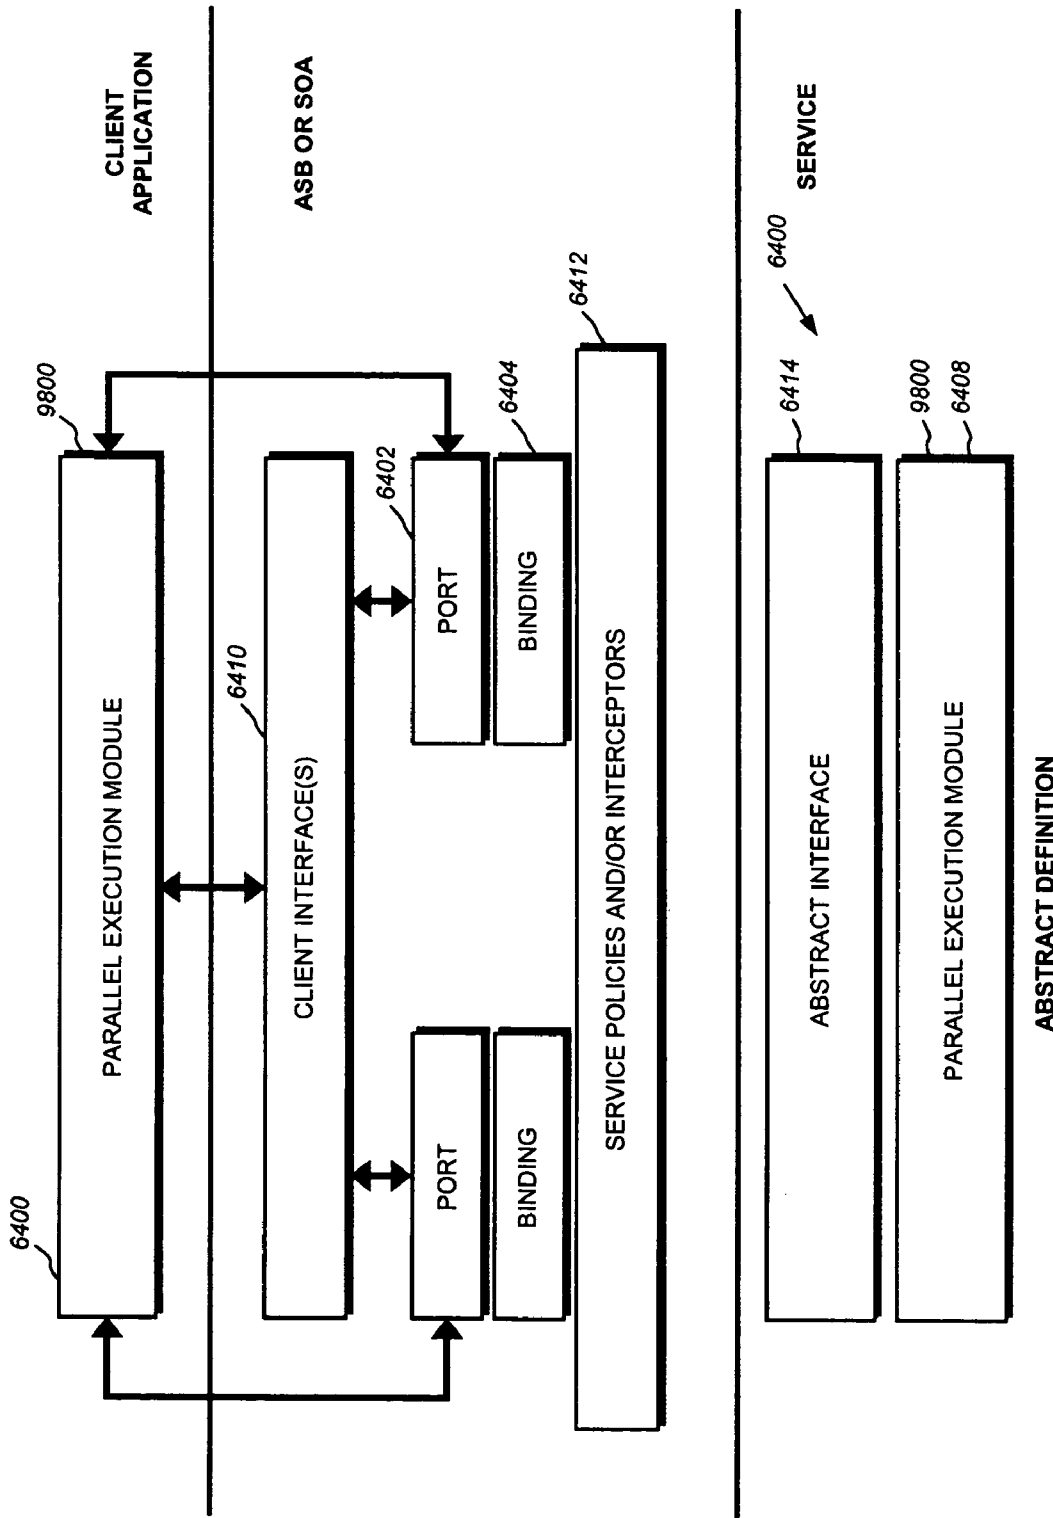 CLIENT
APPLICATION
6400
PARALLEL EXECUTION MODULE
9800
ASB OR SOA
6410
CLIENT INTERFACE(S)
6402
PORT
PORT
6404
BINDING
BINDING
6412
SERVICE POLICIES AND/OR INTERCEPTORS
SERVICE
6400
6414
ABSTRACT INTERFACE
9800
6408
PARALLEL EXECUTION MODULE
ABSTRACT DEFINITION